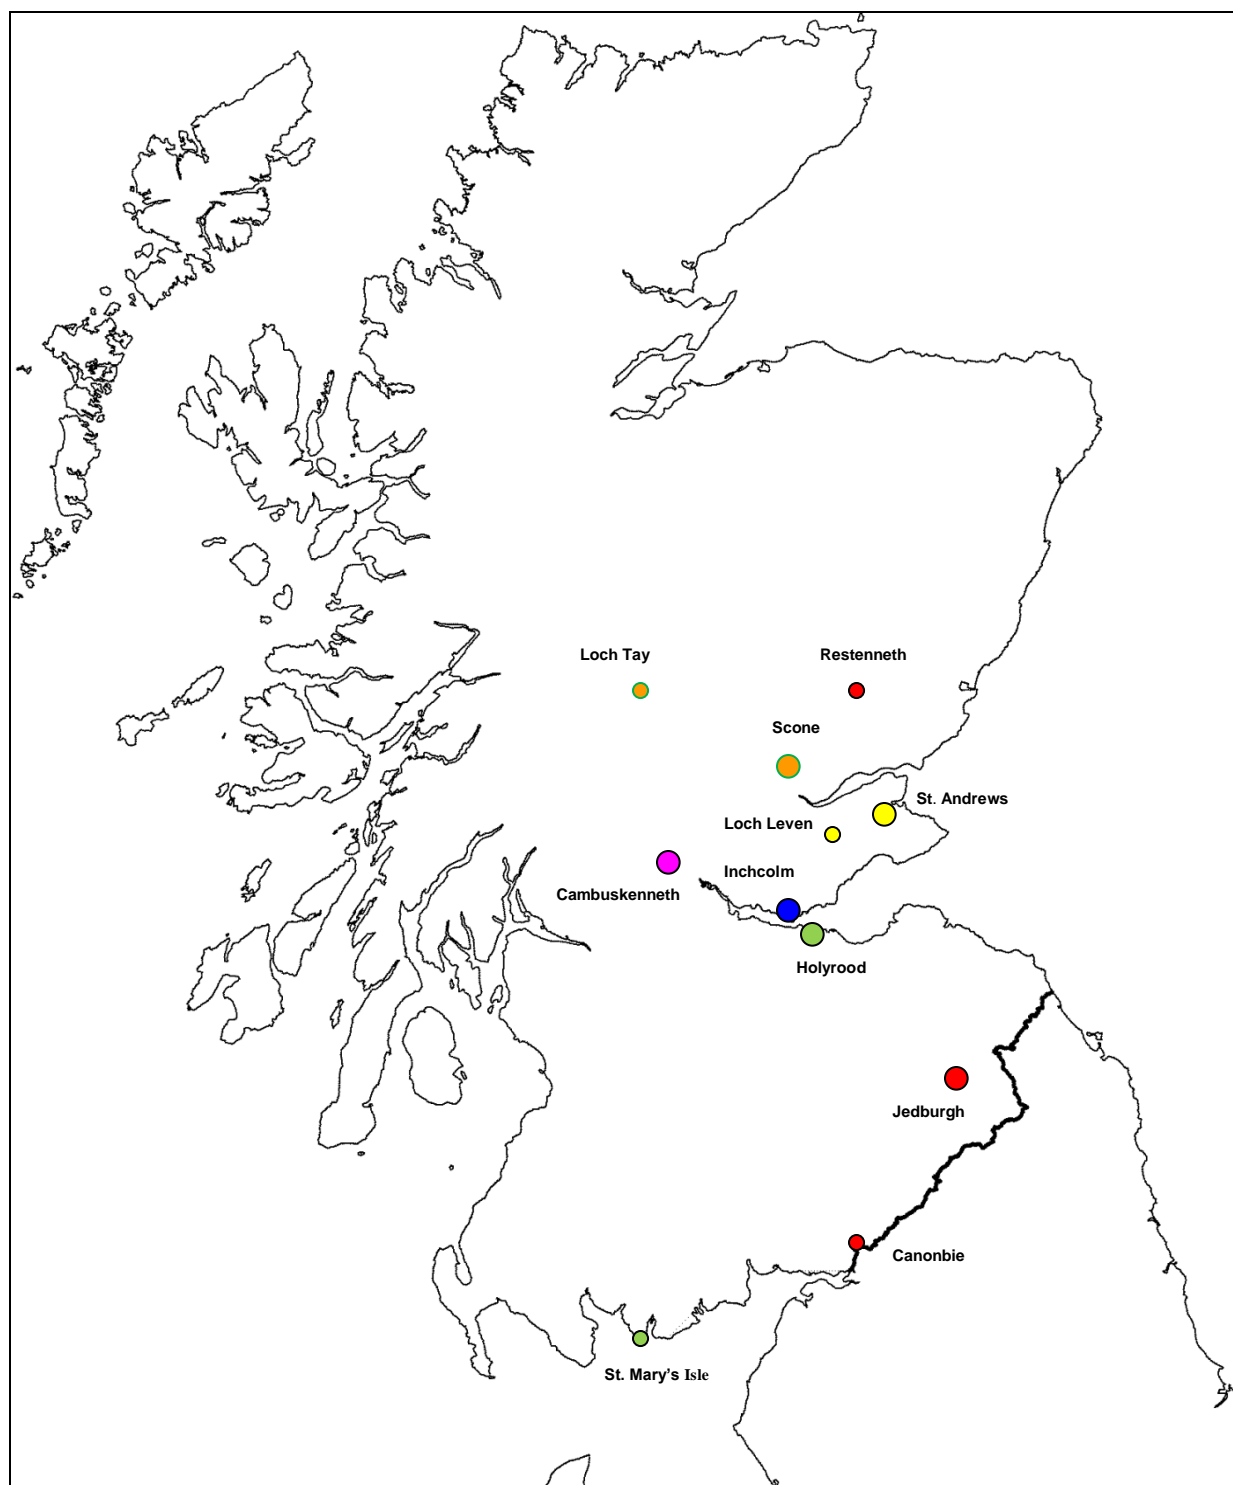 Loch Tay
Restenneth
Scone
St. Andrews
Loch Leven
Inchcolm
Cambuskenneth
Holyrood
Jedburgh
Canonbie
St. Mary’s Isle